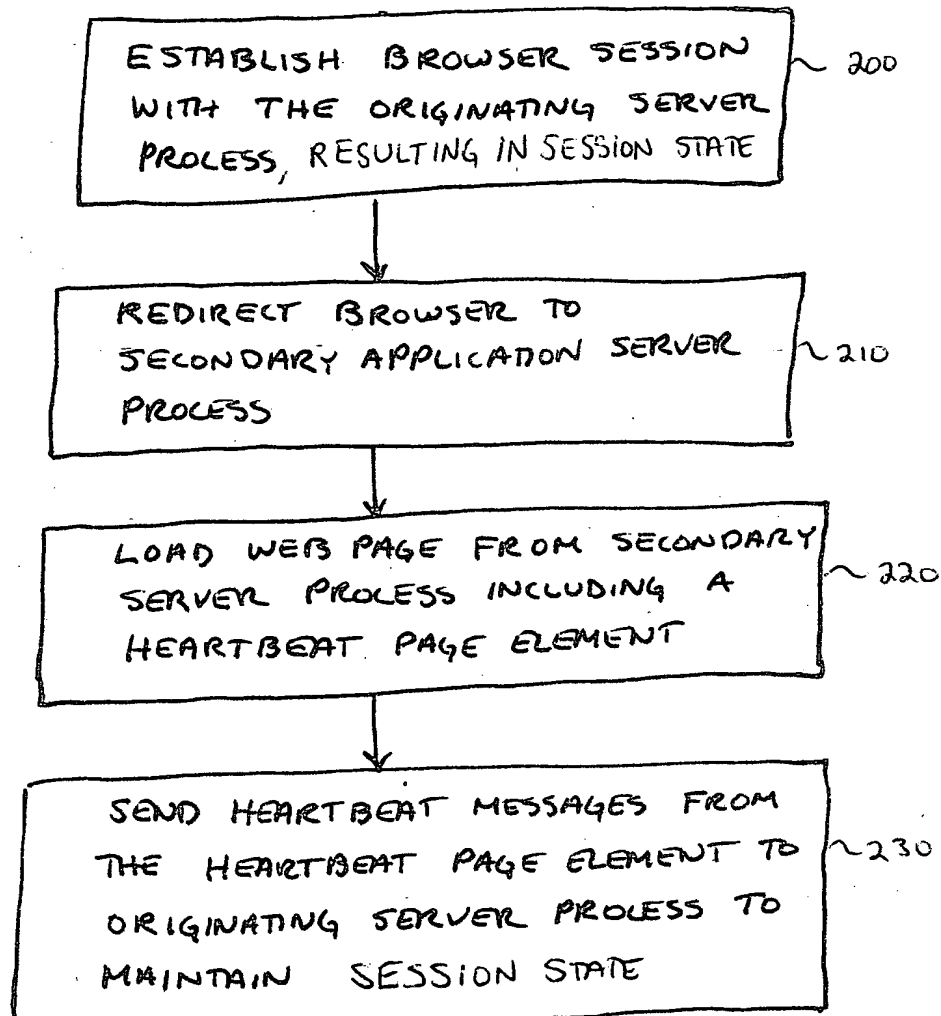 ESTABLISH BROWSER SESSION
WITH THE ORIGINATING SERVER
PROCESS, RESULTING IN SESSION STATE
200
REDIRECT BROWSER TO
SECONDARY APPLICATION SERVER
PROCESS
210
LOAD WEB PAGE FROM SECONDARY
SERVER PROCESS INCLUDING A
HEARTBEAT PAGE ELEMENT
220
SEND HEARTBEAT MESSAGES FROM
THE HEARTBEAT PAGE ELEMENT TO
ORIGINATING SERVER PROCESS TO
MAINTAIN SESSION STATE
230